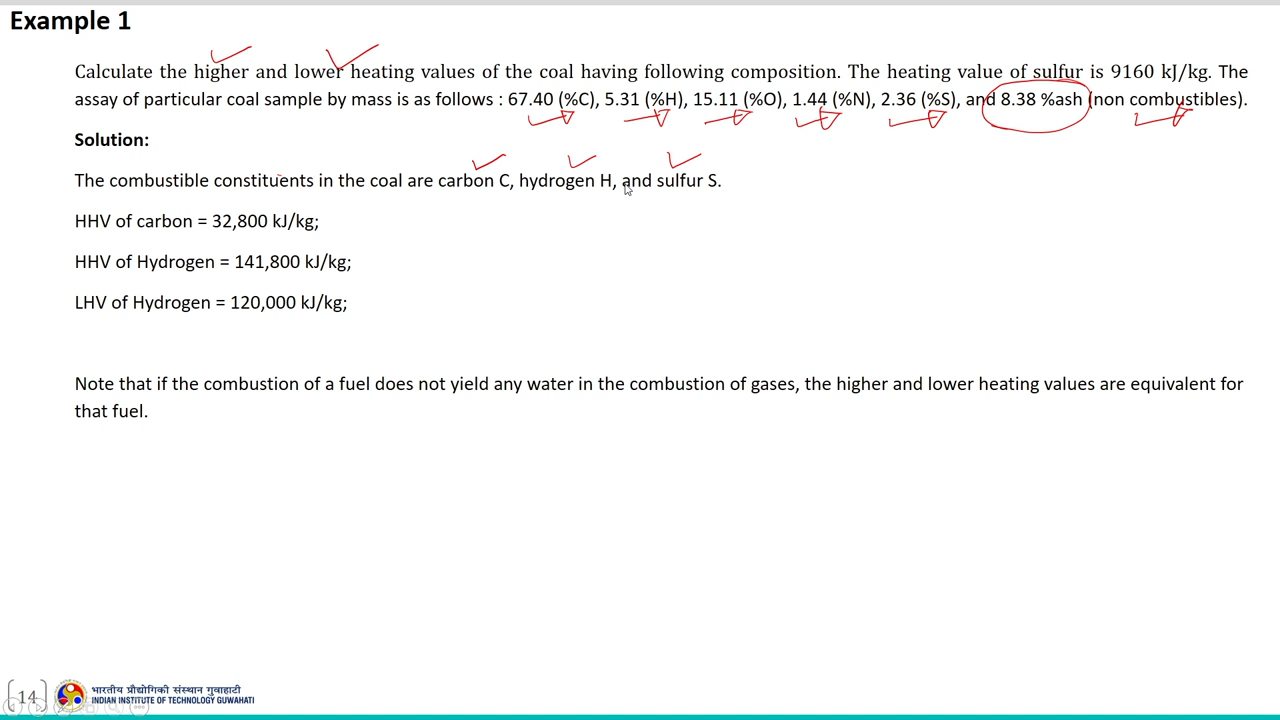 Example 1
Calculate the higher and lower heating values of the coal having following composition. The heating value of sulfur is 9160 kJ/kg. The
assay of particular coal sample by mass is as follows : 67.40 (%C), 5.31 (%H), 15.11 (%O), 1.44 (%N), 2.36 (%S), and 8.38 %ash (non combustibles).
Solution:
The combustible constituents in the coal are carbon C, hydrogen H, and sulfur S.
HHV of carbon = 32,800 kJ/kg;
HHV of Hydrogen = 141,800 kJ/kg;
LHV of Hydrogen = 120,000 kJ/kg;
Note that if the combustion of a fuel does not yield any water in the combustion of gases, the higher and lower heating values are equivalent for
that fuel.
14
भारतीय प्रौद्योगिकी संस्थान गुवाहाटी
INDIAN INSTITUTE OF TECHNOLOGY GUWAHATI